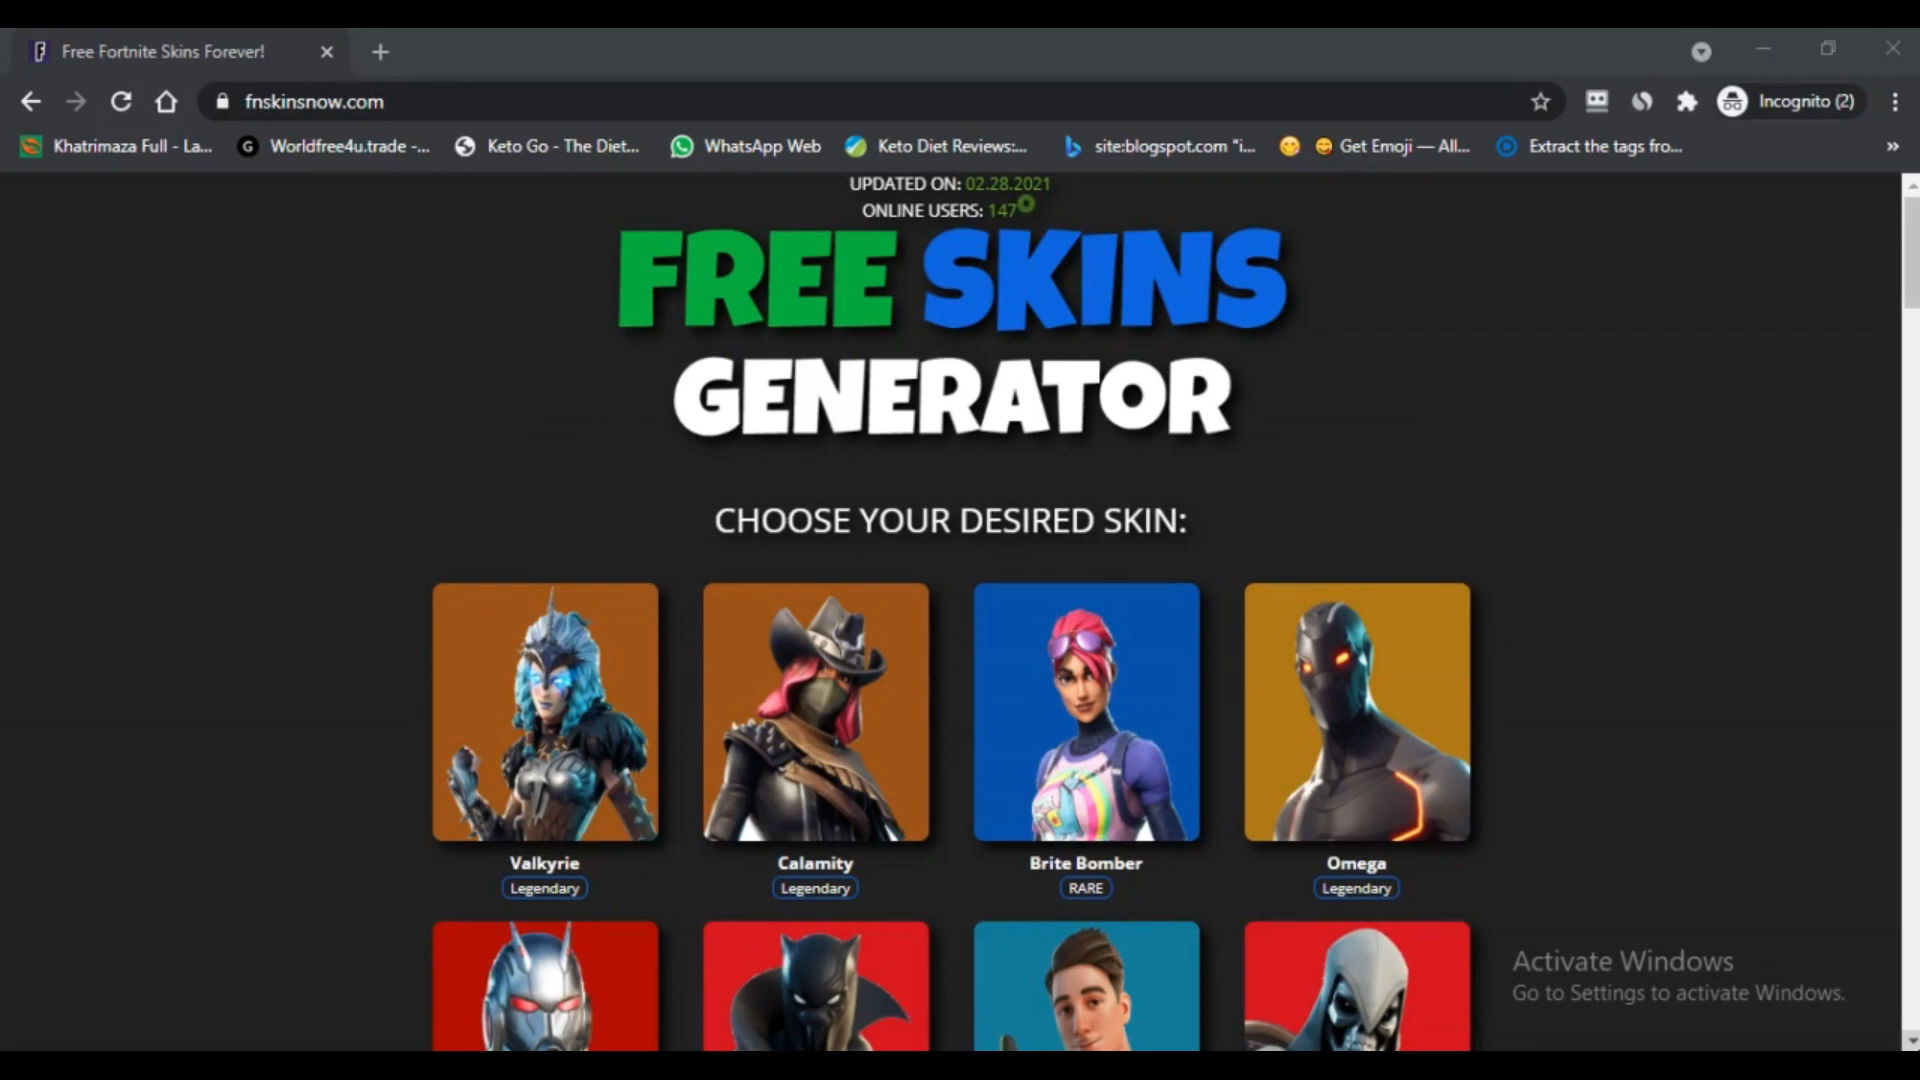 Free Fortnite Skins Forever!
fnskinsnow.com
Incognito (2)
Khatrimaza Full - La...
Worldfree4u.trade -...
Keto Go - The Diet...
WhatsApp Web
Keto Diet Reviews:...
site:blogspot.com "i...
Get Emoji — All...
Extract the tags fro...
UPDATED ON: 02.28.2021
ONLINE USERS: 147
FREE SKINS
GENERATOR
CHOOSE YOUR DESIRED SKIN:
Valkyrie
Legendary
Calamity
Legendary
Brite Bomber
RARE
Omega
Legendary
Activate Windows
Go to Settings to activate Windows.